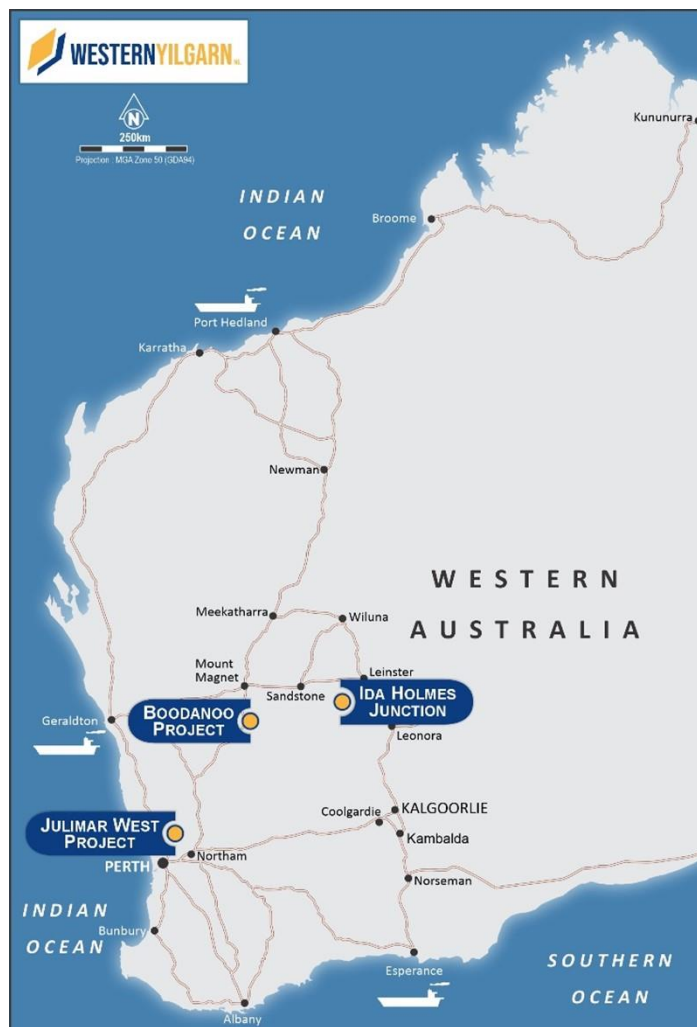 WESTERNYILGARN NL
N
250km
Projection : MGA Zone 50 (GDA94)
Kununurra
INDIAN
OCEAN
Broome
Port Hedland
Karratha
Newman
WESTERN
AUSTRALIA
Meekatharra
Wiluna
Mount
Magnet
Leinster
Sandstone
IDA HOLMES
JUNCTION
BOODANOO
PROJECT
Geraldton
Leonora
Coolgardie
KALGOORLIE
Kambalda
JULIMAR WEST
PROJECT
Northam
PERTH
Norseman
INDIAN
OCEAN
Bunbury
Esperance
SOUTHERN
OCEAN
Albany